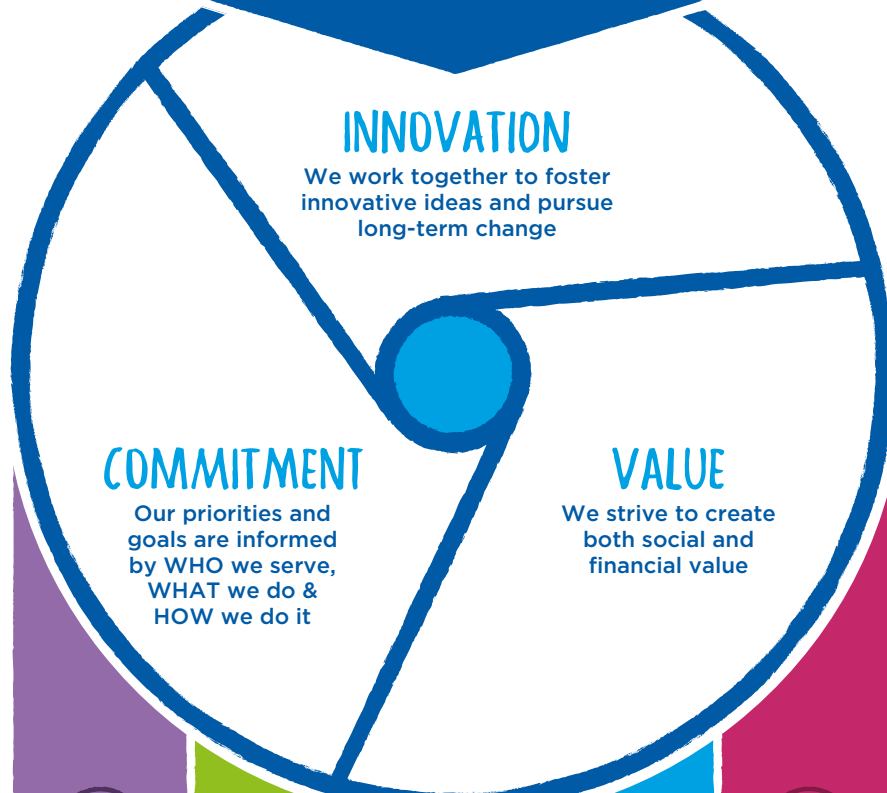 INNOVATION
We work together to foster
innovative ideas and pursue
long-term change
COMMITMENT
Our priorities and
goals are informed
by WHO we serve,
WHAT we do &
HOW we do it
VALUE
We strive to create
both social and
financial value